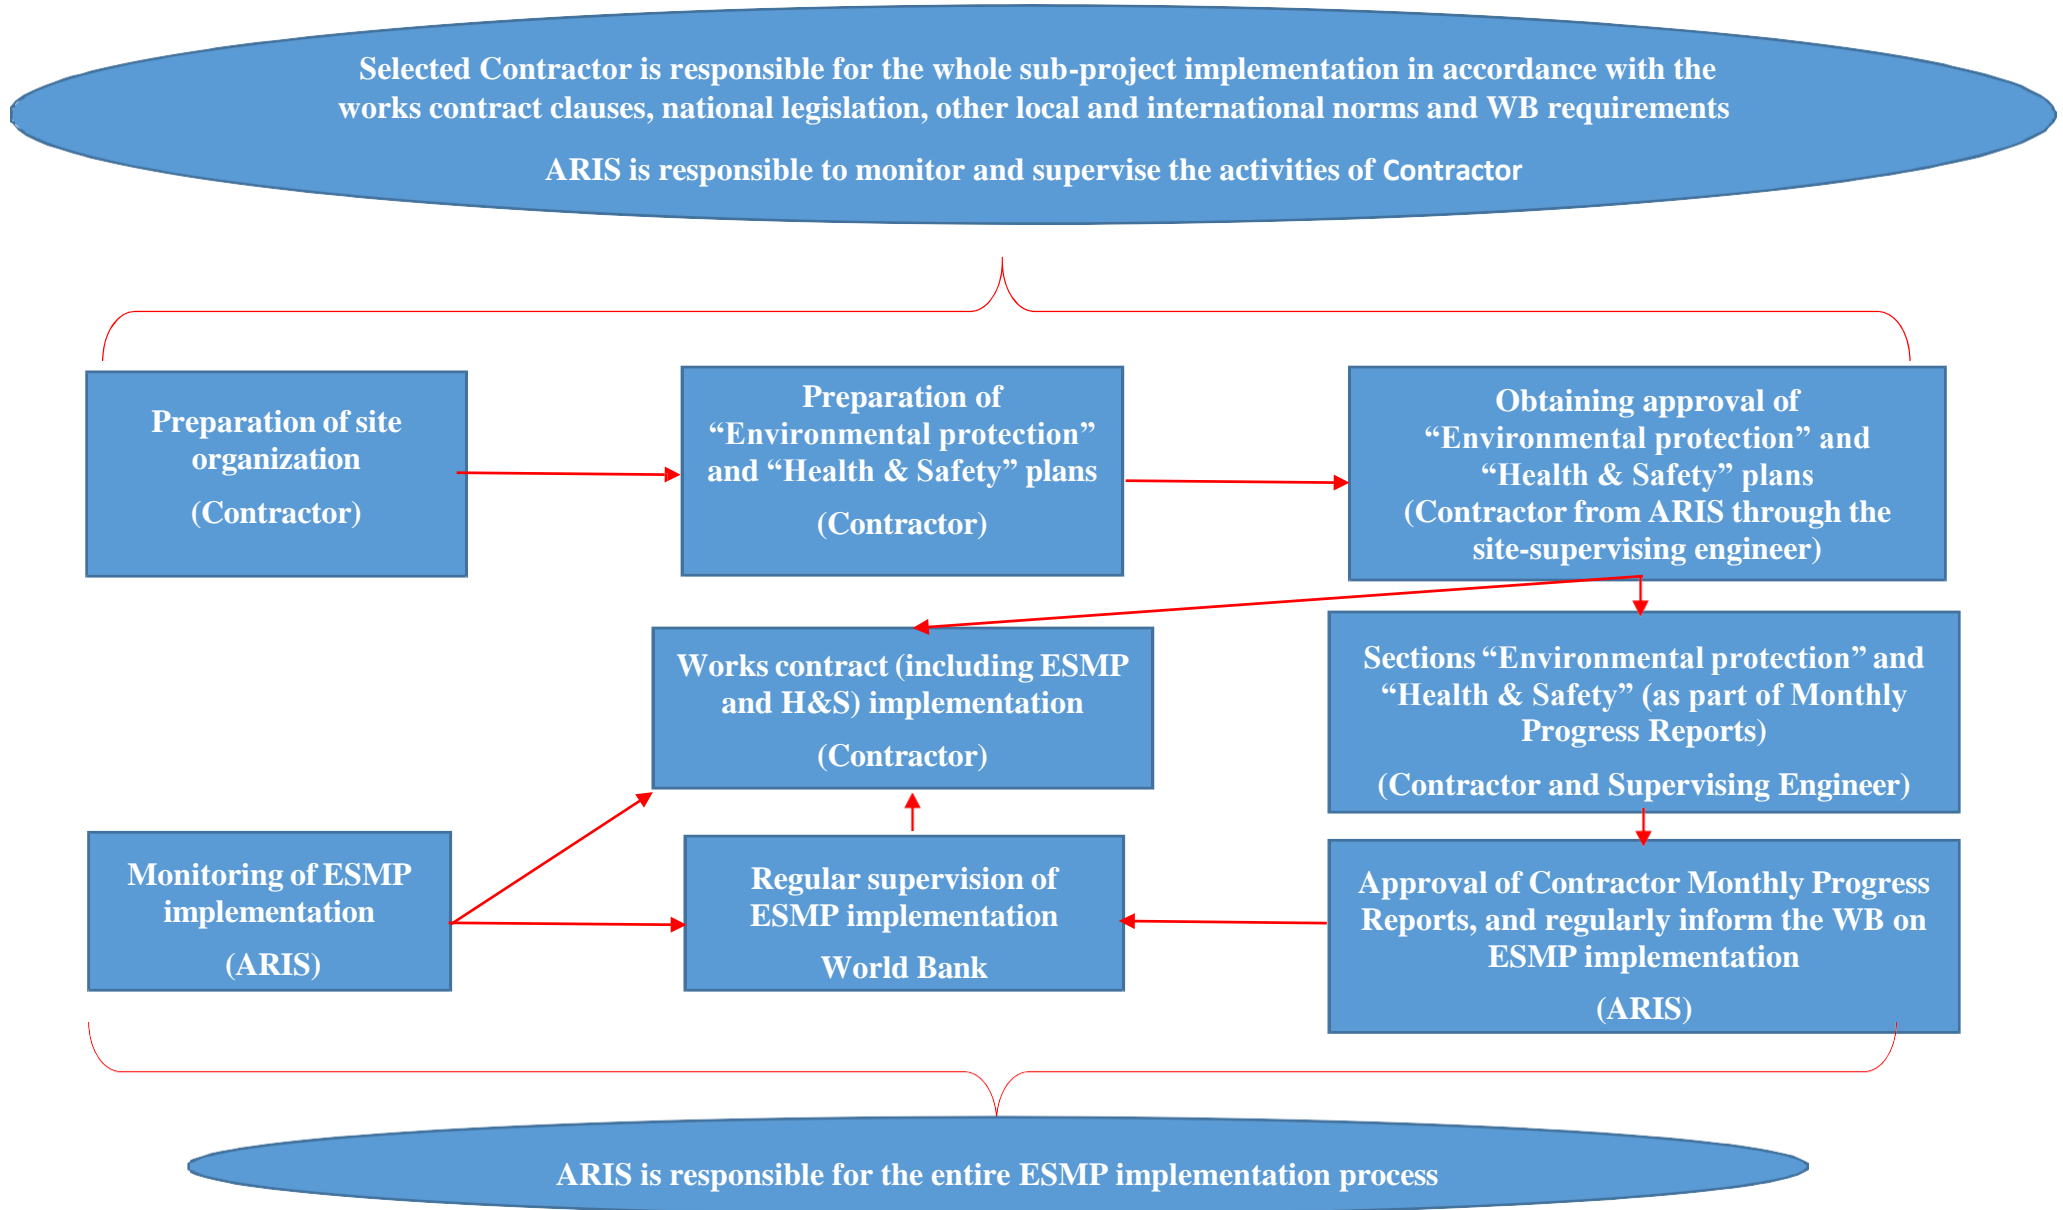 Selected Contractor is responsible for the whole sub-project implementation in accordance with the
works contract clauses, national legislation, other local and international norms and WB requirements
ARIS is responsible to monitor and supervise the activities of Contractor
Preparation of site
organization
(Contractor)
Preparation of
“Environmental protection”
and “Health & Safety” plans
(Contractor)
Obtaining approval of
“Environmental protection” and
“Health & Safety” plans
(Contractor from ARIS through the
site-supervising engineer)
Works contract (including ESMP
and H&S) implementation
(Contractor)
Sections “Environmental protection” and
“Health & Safety” (as part of Monthly
Progress Reports)
(Contractor and Supervising Engineer)
Monitoring of ESMP
implementation
(ARIS)
Regular supervision of
ESMP implementation
World Bank
Approval of Contractor Monthly Progress
Reports, and regularly inform the WB on
ESMP implementation
(ARIS)
ARIS is responsible for the entire ESMP implementation process